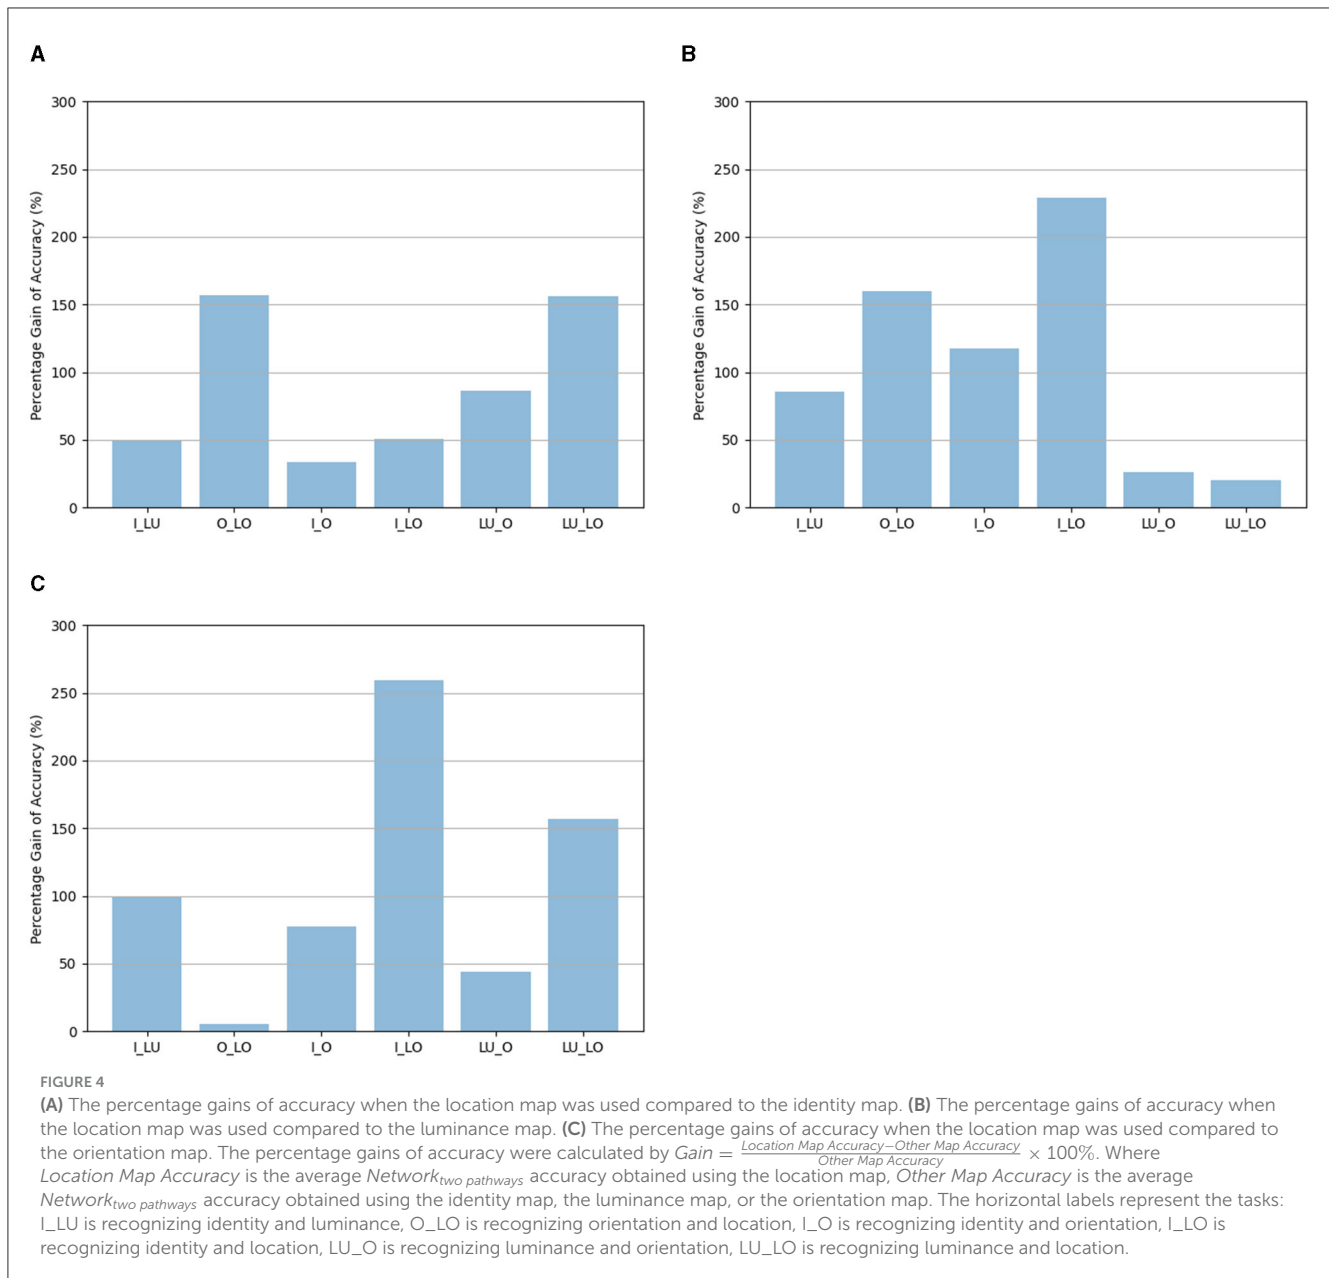 A
300
250
200
150
100
50
0
Percentage Gain of Accuracy (%)
I_LU O_LO I_O I_LO LU_O LU_LO
B
300
250
200
150
100
50
0
Percentage Gain of Accuracy (%)
I_LU O_LO I_O I_LO LU_O LU_LO
C
300
250
200
150
100
50
0
Percentage Gain of Accuracy (%)
I_LU O_LO I_O I_LO LU_O LU_LO
FIGURE 4
(A) The percentage gains of accuracy when the location map was used compared to the identity map. (B) The percentage gains of accuracy when
the location map was used compared to the luminance map. (C) The percentage gains of accuracy when the location map was used compared to
the orientation map. The percentage gains of accuracy were calculated by Gain = \frac{Location Map Accuracy−Other Map Accuracy}{Other Map Accuracy} × 100%. Where
Location Map Accuracy is the average Network_{two pathways} accuracy obtained using the location map, Other Map Accuracy is the average
Network_{two pathways} accuracy obtained using the identity map, the luminance map, or the orientation map. The horizontal labels represent the tasks:
I_LU is recognizing identity and luminance, O_LO is recognizing orientation and location, I_O is recognizing identity and orientation, I_LO is
recognizing identity and location, LU_O is recognizing luminance and orientation, LU_LO is recognizing luminance and location.